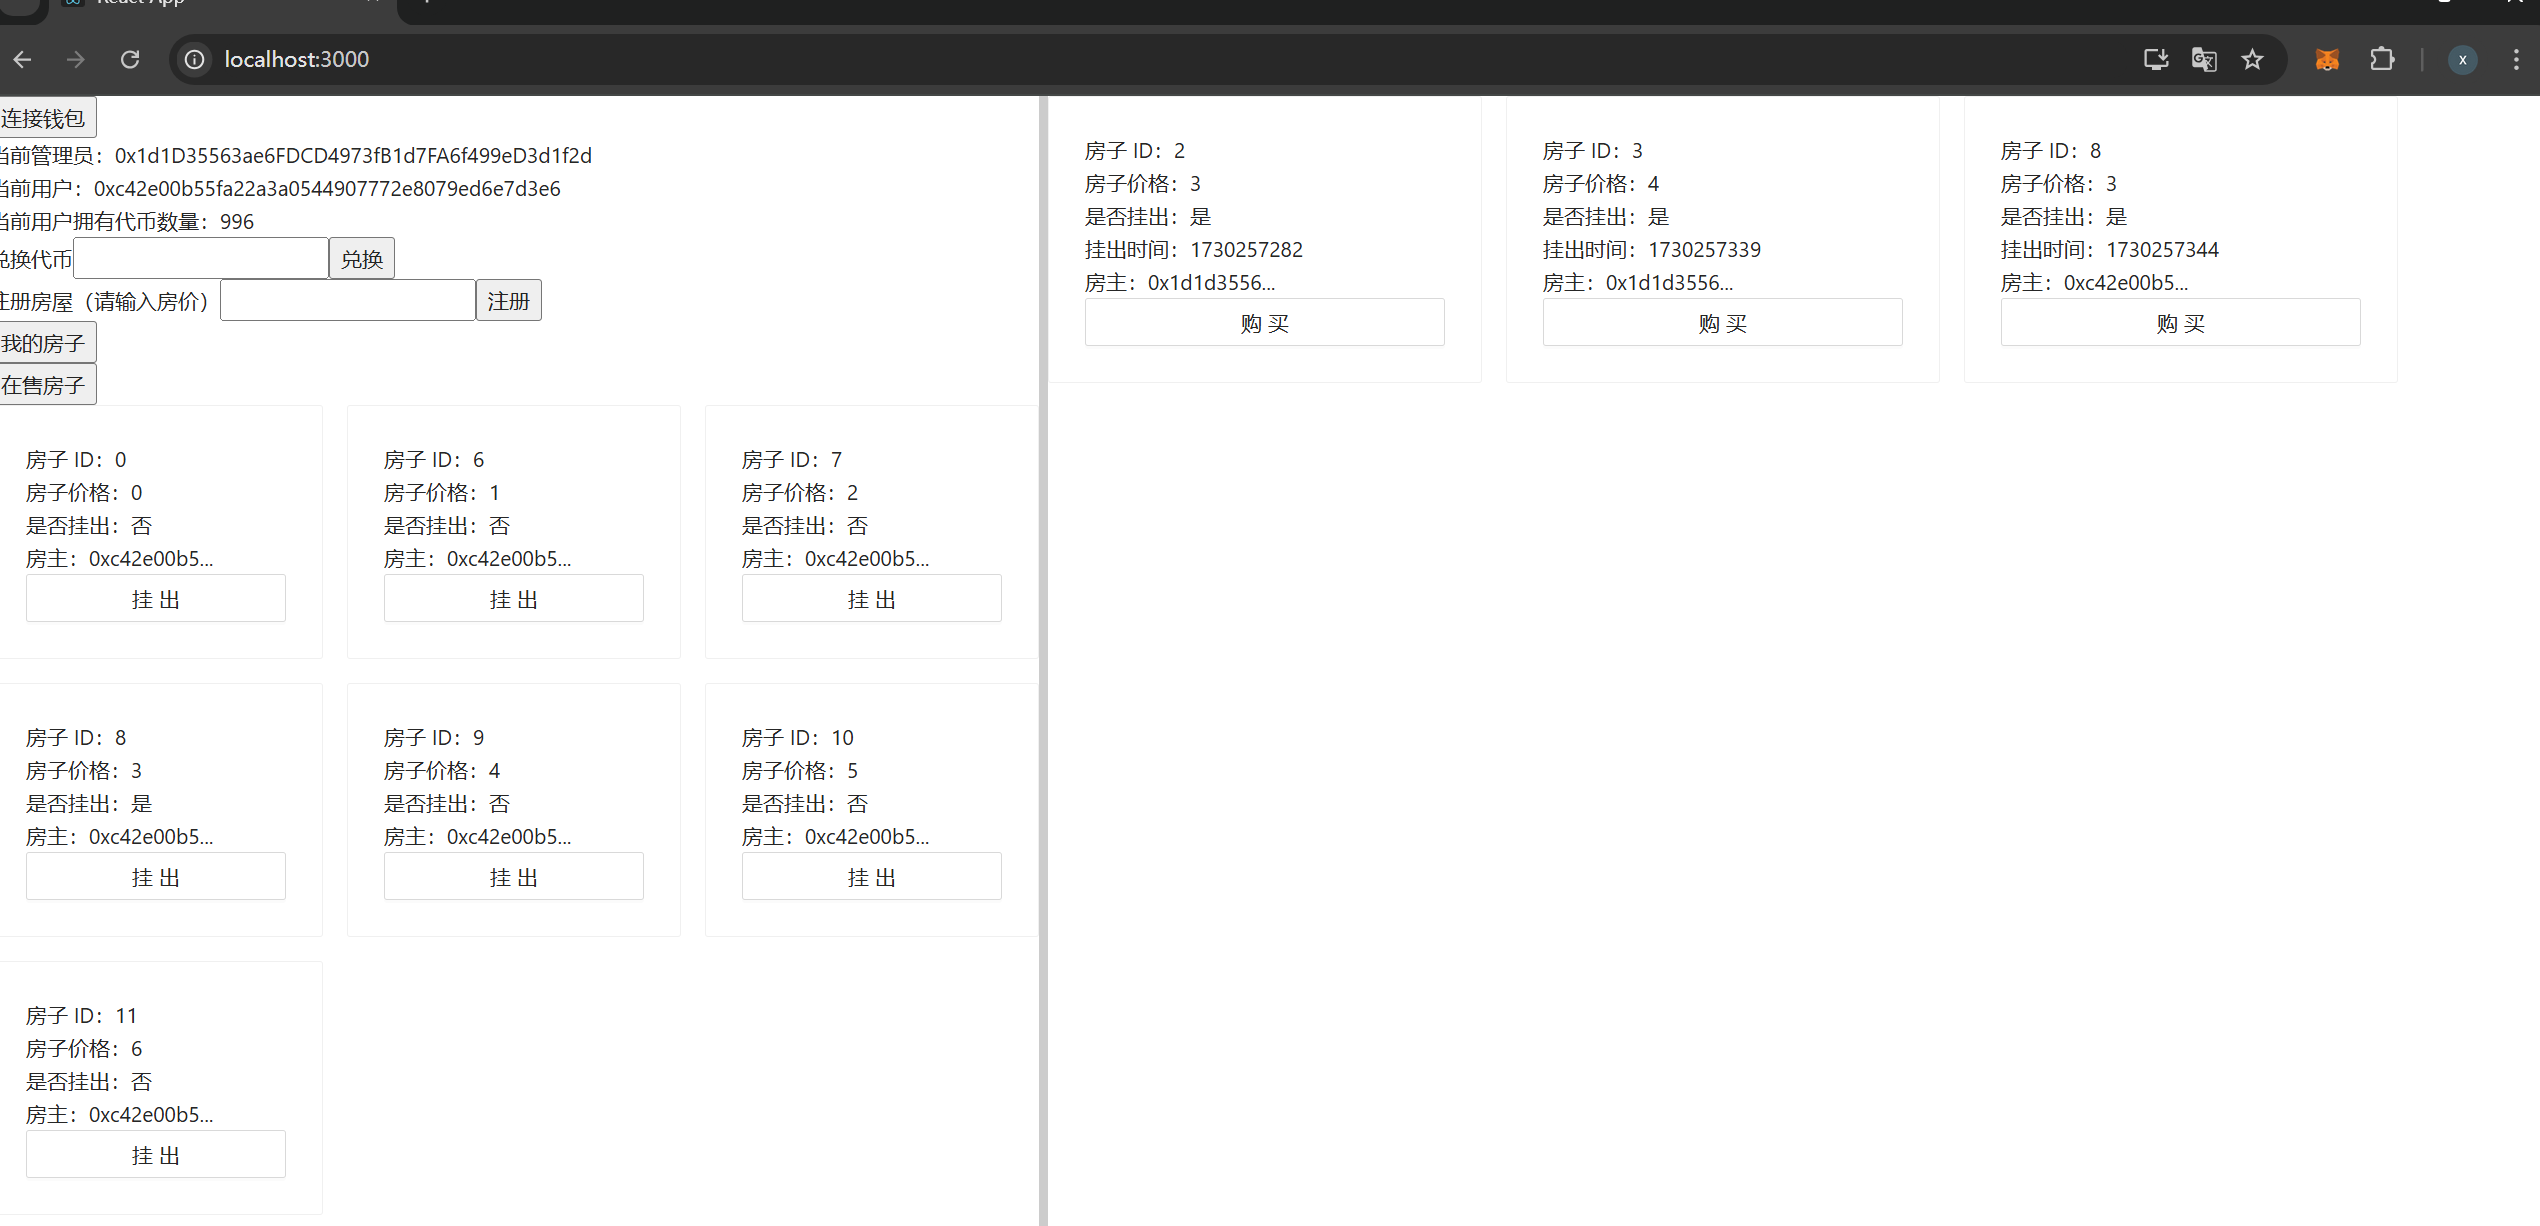 React App
localhost:3000
x
连接钱包
当前管理员：0x1d1D35563ae6FDCD4973fB1d7FA6f499eD3d1f2d
当前用户：0xc42e00b55fa22a3a0544907772e8079ed6e7d3e6
当前用户拥有代币数量：996
兑换代币 兑换
注册房屋（请输入房价） 注册
我的房子
在售房子
房子 ID：0
房子价格：0
是否挂出：否
房主：0xc42e00b5...
挂 出
房子 ID：6
房子价格：1
是否挂出：否
房主：0xc42e00b5...
挂 出
房子 ID：7
房子价格：2
是否挂出：否
房主：0xc42e00b5...
挂 出
房子 ID：8
房子价格：3
是否挂出：是
房主：0xc42e00b5...
挂 出
房子 ID：9
房子价格：4
是否挂出：否
房主：0xc42e00b5...
挂 出
房子 ID：10
房子价格：5
是否挂出：否
房主：0xc42e00b5...
挂 出
房子 ID：11
房子价格：6
是否挂出：否
房主：0xc42e00b5...
挂 出
房子 ID：2
房子价格：3
是否挂出：是
挂出时间：1730257282
房主：0x1d1d3556...
购 买
房子 ID：3
房子价格：4
是否挂出：是
挂出时间：1730257339
房主：0x1d1d3556...
购 买
房子 ID：8
房子价格：3
是否挂出：是
挂出时间：1730257344
房主：0xc42e00b5...
购 买